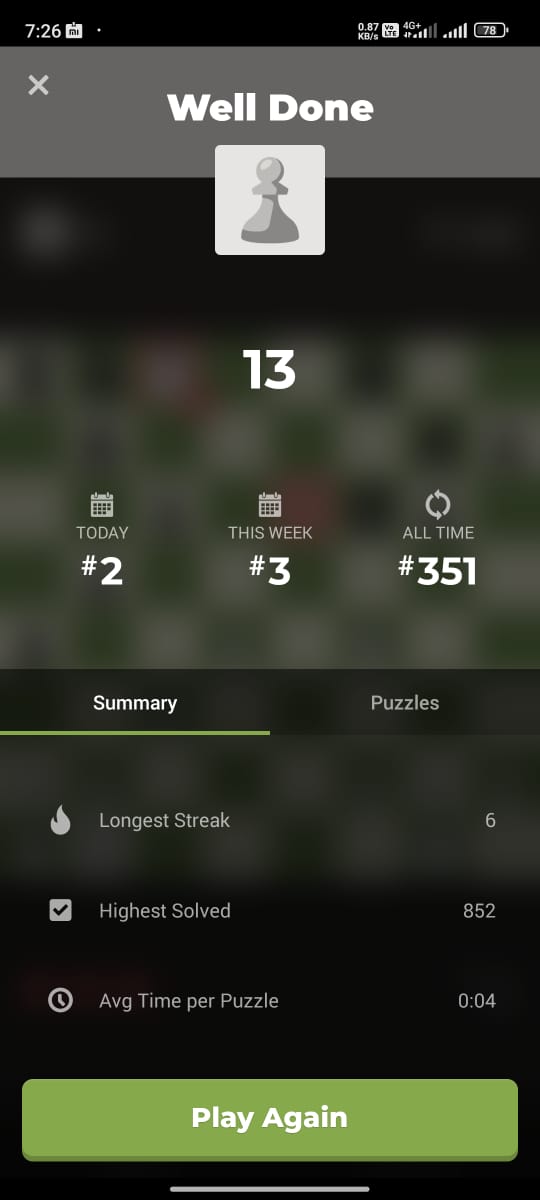 7:26
0.87 KB/s Vo LTE 4G+ 78
Well Done
13
TODAY THIS WEEK ALL TIME
#2 #3 #351
Summary Puzzles
Longest Streak 6
Highest Solved 852
Avg Time per Puzzle 0:04
Play Again